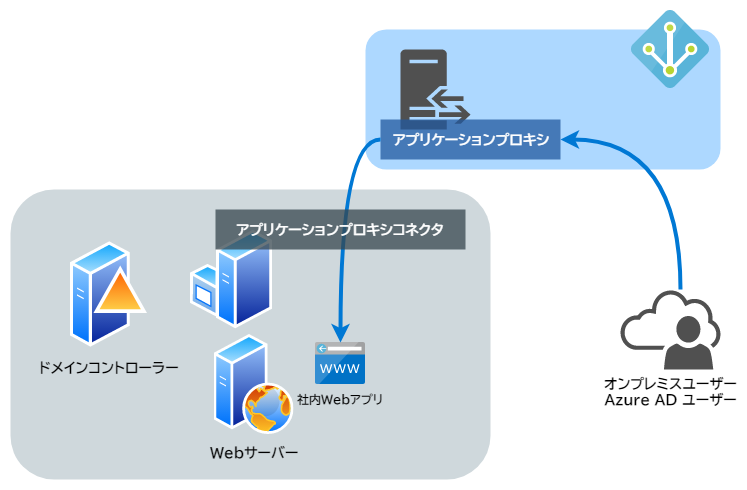 アプリケーションプロキシ
アプリケーションプロキシコネクタ
ドメインコントローラー
www
社内Webアプリ
オンプレミスユーザー
Azure AD ユーザー
Webサーバー